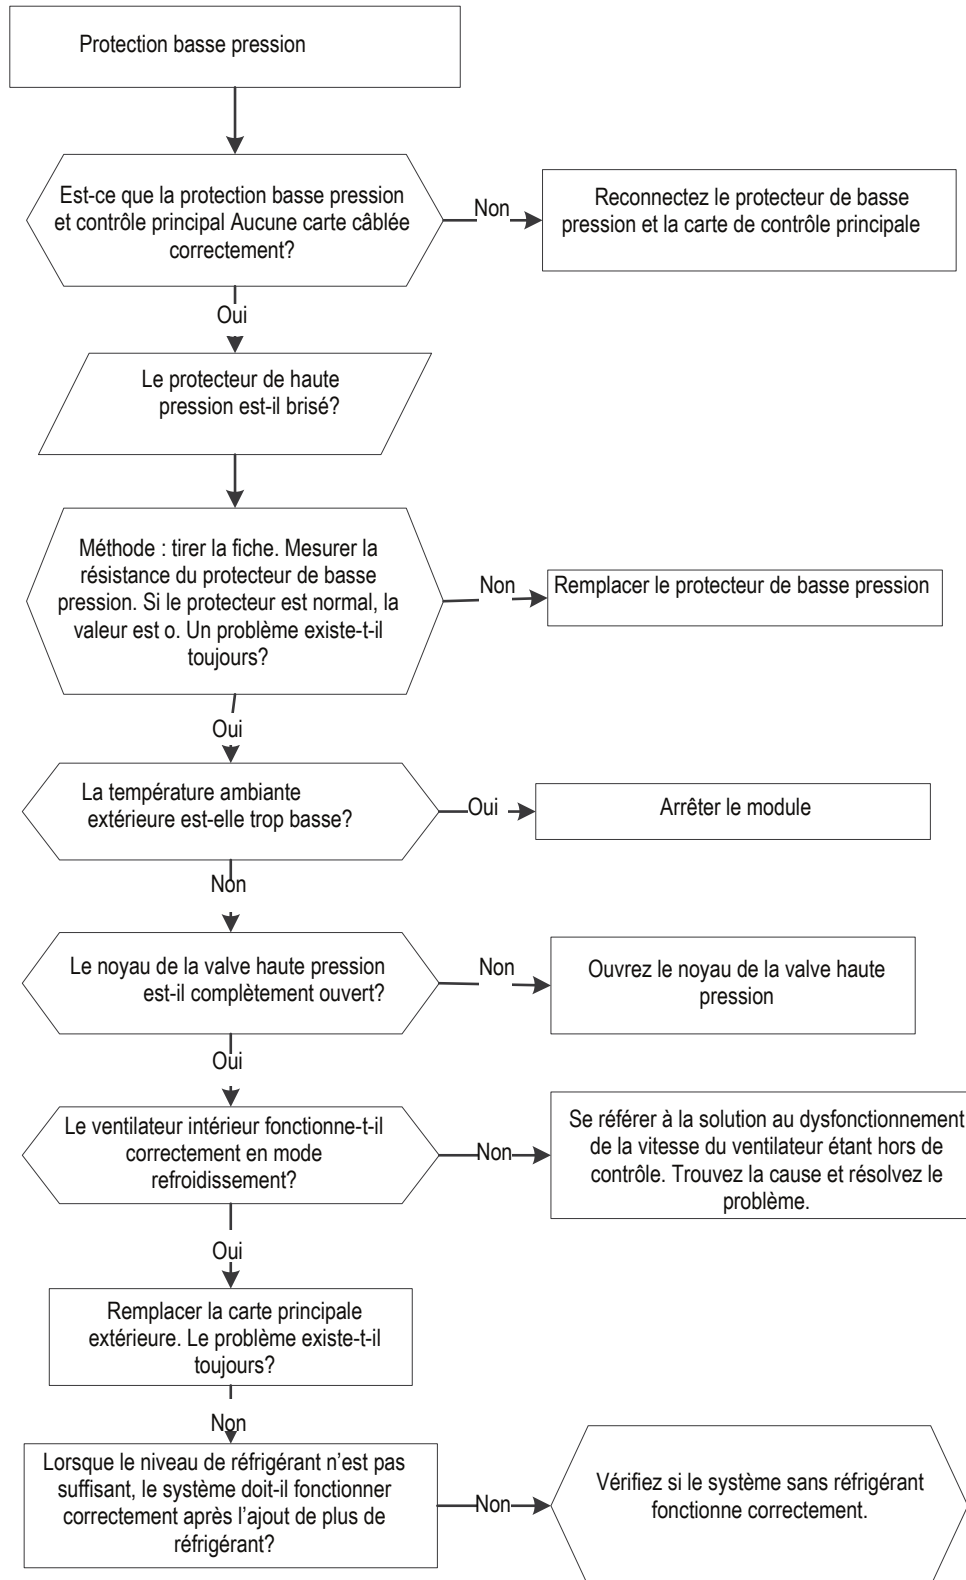 Protection basse pression
Est-ce que la protection basse pression
et contrôle principal Aucune carte câblée
correctement?
Non
Reconnectez le protecteur de basse
pression et la carte de contrôle principale
Oui
Le protecteur de haute
pression est-il brisé?
Méthode : tirer la fiche. Mesurer la
résistance du protecteur de basse
pression. Si le protecteur est normal, la
valeur est o. Un problème existe-t-il
toujours?
Non
Remplacer le protecteur de basse pression
Oui
La température ambiante
extérieure est-elle trop basse?
Oui
Arrêter le module
Non
Le noyau de la valve haute pression
est-il complètement ouvert?
Non
Ouvrez le noyau de la valve haute
pression
Oui
Le ventilateur intérieur fonctionne-t-il
correctement en mode
refroidissement?
Non
Se référer à la solution au dysfonctionnement
de la vitesse du ventilateur étant hors de
contrôle. Trouvez la cause et résolvez le
problème.
Oui
Remplacer la carte principale
extérieure. Le problème existe-t-il
toujours?
Non
Lorsque le niveau de réfrigérant n’est pas
suffisant, le système doit-il fonctionner
correctement après l’ajout de plus de
réfrigérant?
Non
Vérifiez si le système sans réfrigérant
fonctionne correctement.